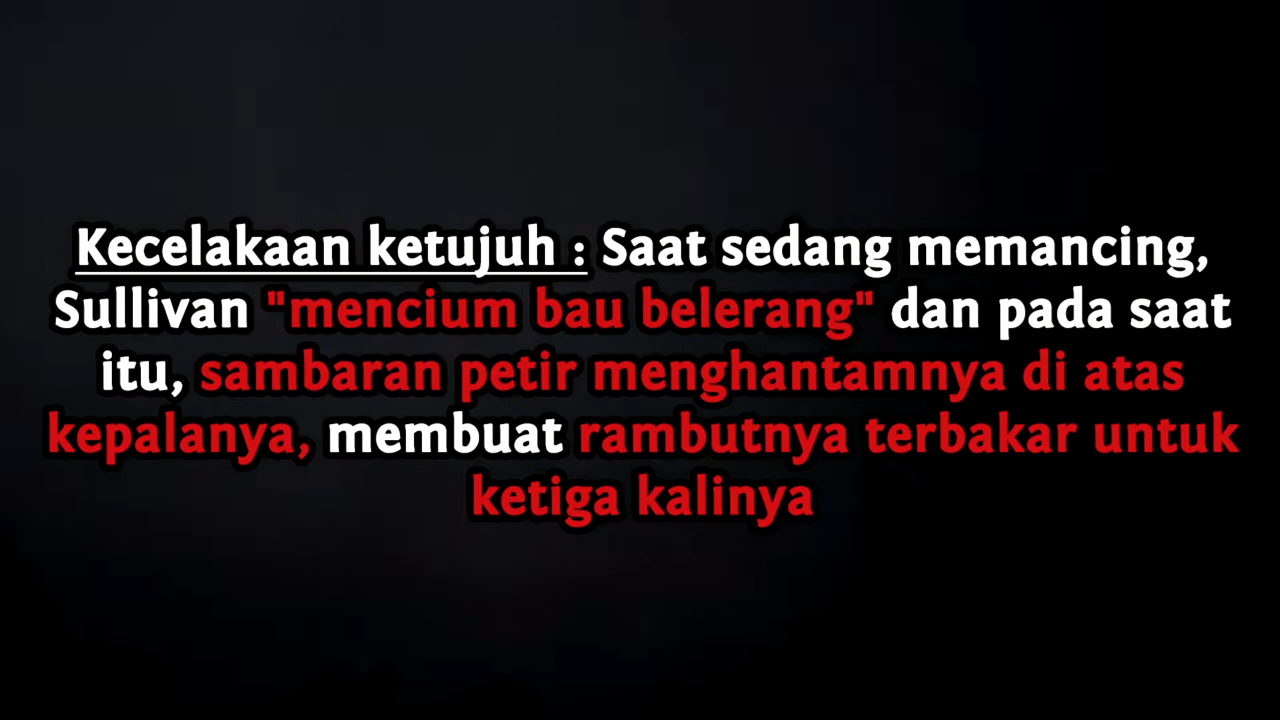 Kecelakaan ketujuh : Saat sedang memancing,
Sullivan "mencium bau belerang" dan pada saat
itu, sambaran petir menghantamnya di atas
kepalanya, membuat rambutnya terbakar untuk
ketiga kalinya